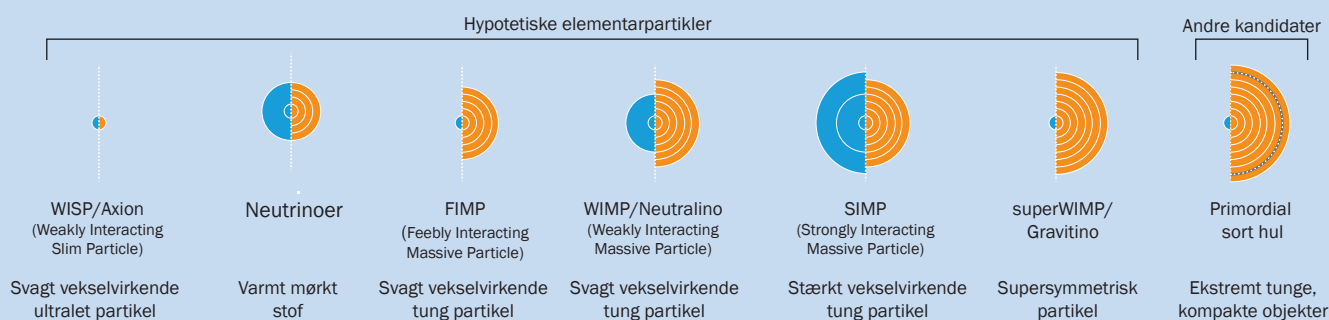 Hypotetiske elementarpartikler
Andre kandidater
WISP/Axion
(Weakly Interacting
Slim Particle)
Svagt vekselvirkende
ultralet partikel
Neutrinoer
Varmt mørkt
stof
FIMP
(Feebly Interacting
Massive Particle)
Svagt vekselvirkende
tung partikel
WIMP/Neutralino
(Weakly Interacting
Massive Particle)
Svagt vekselvirkende
tung partikel
SIMP
(Strongly Interacting
Massive Particle)
Stærkt vekselvirkende
tung partikel
superWIMP/
Gravitino
Supersymmetrisk
partikel
Primordial
sort hul
Ekstremt tunge,
kompakte objekter